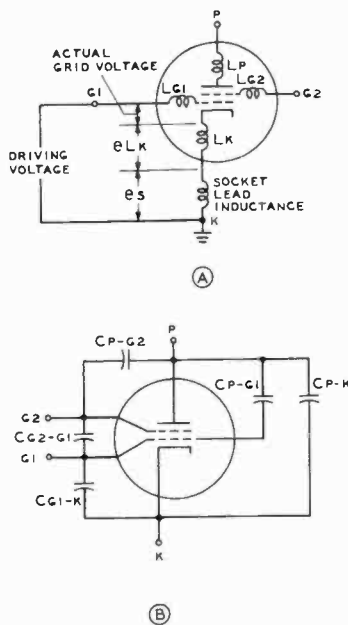 P
ACTUAL
GRID VOLTAGE
LP
LG1
LG2
G1
G2
eLK
LK
DRIVING
VOLTAGE
eS
SOCKET
LEAD
INDUCTANCE
K
A
P
CP-G2
CP-G1
CP-K
G2
CG2-G1
G1
CG1-K
K
B